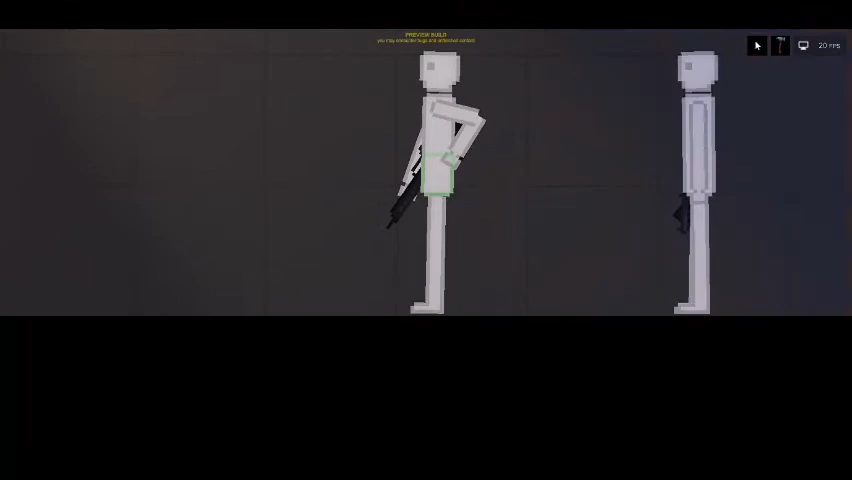 PREVIEW BUILD
you may encounter bugs and unfinished content
20 FPS